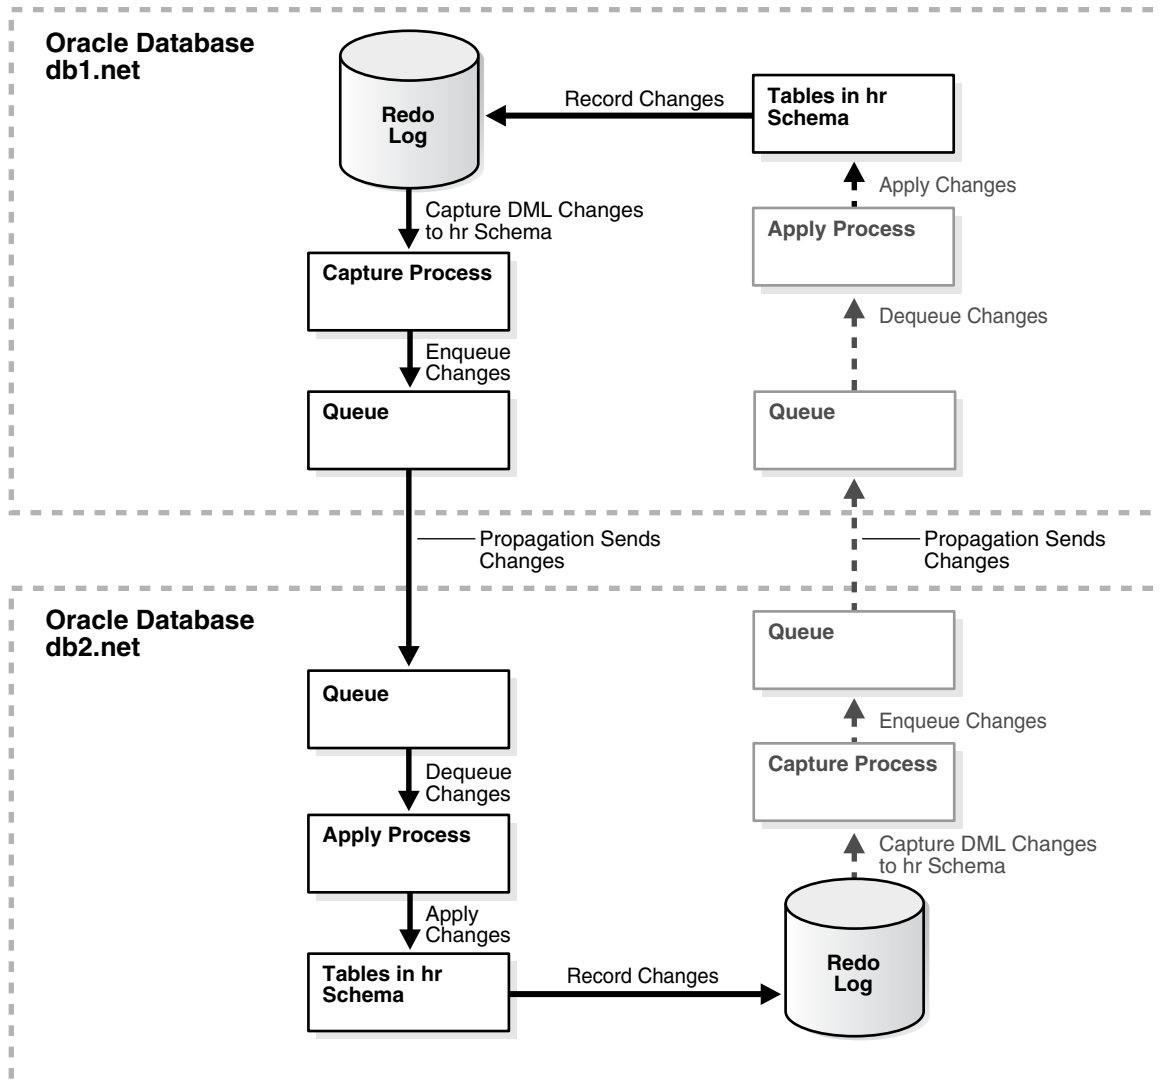 Oracle Database
db1.net
Redo
Log
Record Changes
Tables in hr
Schema
Capture DML Changes
to hr Schema
Apply Changes
Apply Process
Capture Process
Dequeue Changes
Enqueue
Changes
Queue
Queue
Propagation Sends
Changes
Propagation Sends
Changes
Oracle Database
db2.net
Queue
Queue
Enqueue Changes
Dequeue
Changes
Capture Process
Apply Process
Capture DML Changes
to hr Schema
Apply
Changes
Tables in hr
Schema
Record Changes
Redo
Log